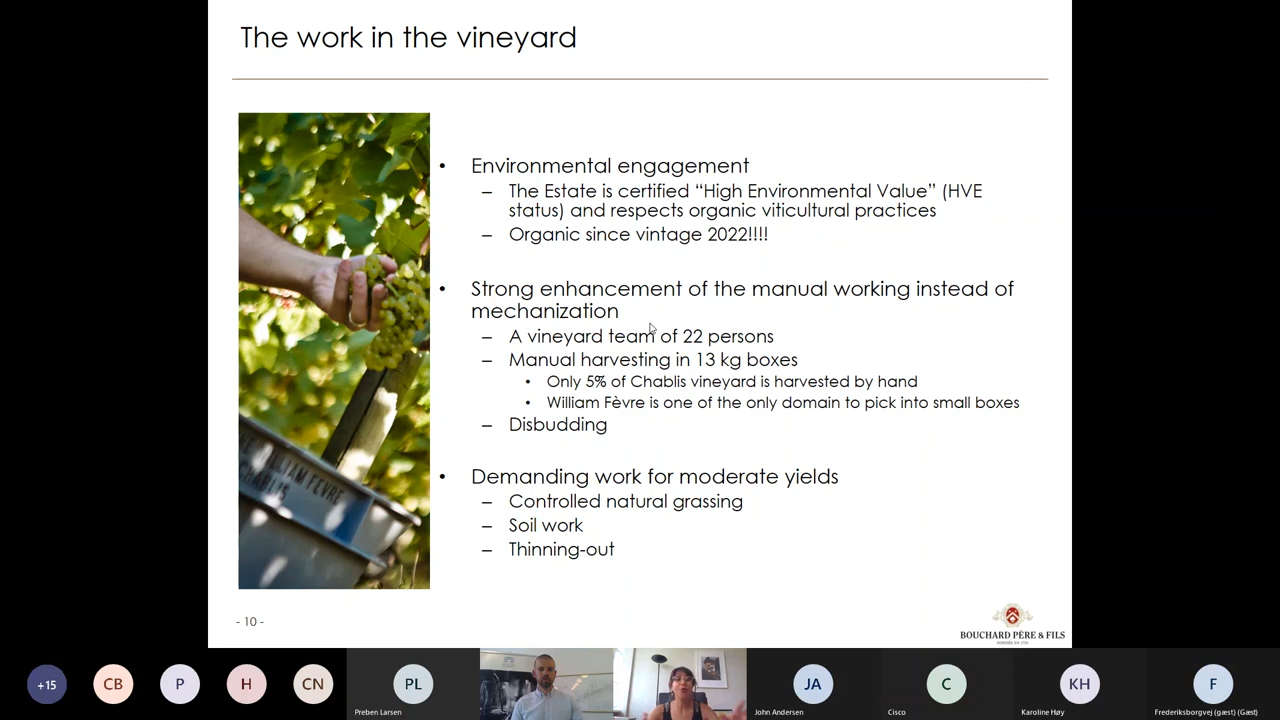 The work in the vineyard
• Environmental engagement
– The Estate is certified “High Environmental Value” (HVE
status) and respects organic viticultural practices
– Organic since vintage 2022!!!!
• Strong enhancement of the manual working instead of
mechanization
– A vineyard team of 22 persons
– Manual harvesting in 13 kg boxes
• Only 5% of Chablis vineyard is harvested by hand
• William Fèvre is one of the only domain to pick into small boxes
– Disbudding
• Demanding work for moderate yields
– Controlled natural grassing
– Soil work
– Thinning-out
WILLIAM FEVRE
CHABLIS
- 10 -
BOUCHARD PÈRE & FILS
+15
CB
P
H
CN
PL
Preben Larsen
JA
John Andersen
C
Cisco
KH
Karoline Høy
F
Frederiksborgvej (gæst) (Gæst)